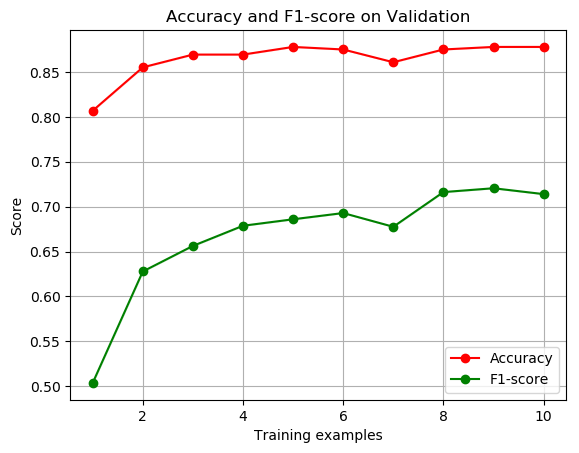 Accuracy and F1-score on Validation
0.85
0.80
0.75
0.70
0.65
0.60
0.55
0.50
Score
2 4 6 8 10
Training examples
Accuracy
F1-score